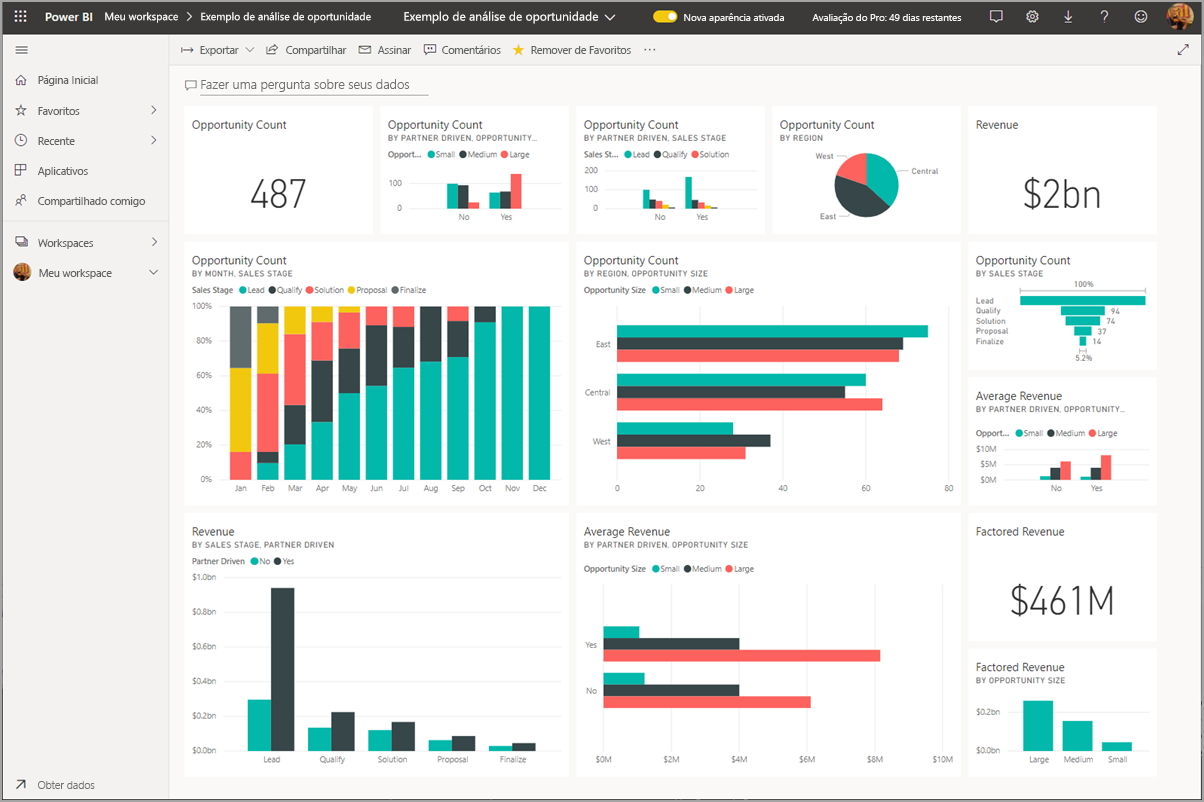 Power BI
Meu workspace
Exemplo de análise de oportunidade
Exemplo de análise de oportunidade
Nova aparência ativada
Avaliação do Pro: 49 dias restantes
Exportar
Compartilhar
Assinar
Comentários
Remover de Favoritos
Página Inicial
Favoritos
Recente
Aplicativos
Compartilhado comigo
Workspaces
Meu workspace
Obter dados
Fazer uma pergunta sobre seus dados
Opportunity Count
487
Opportunity Count
BY PARTNER DRIVEN, OPPORTUNITY...
Opport... Small Medium Large
100
0
No Yes
Opportunity Count
BY PARTNER DRIVEN, SALES STAGE
Sales St... Lead Qualify Solution
200
100
0
No Yes
Opportunity Count
BY REGION
West
Central
East
Revenue
$2bn
Opportunity Count
BY MONTH, SALES STAGE
Sales Stage Lead Qualify Solution Proposal Finalize
100%
80%
60%
40%
20%
0%
Jan Feb Mar Apr May Jun Jul Aug Sep Oct Nov Dec
Opportunity Count
BY REGION, OPPORTUNITY SIZE
Opportunity Size Small Medium Large
East
Central
West
0 20 40 60 80
Opportunity Count
BY SALES STAGE
100%
Lead
Qualify 94
Solution 74
Proposal 37
Finalize 14
5.2%
Average Revenue
BY PARTNER DRIVEN, OPPORTUNITY...
Opport... Small Medium Large
$10M
$5M
$0M
No Yes
Revenue
BY SALES STAGE, PARTNER DRIVEN
Partner Driven No Yes
$1.0bn
$0.8bn
$0.6bn
$0.4bn
$0.2bn
$0.0bn
Lead Qualify Solution Proposal Finalize
Average Revenue
BY PARTNER DRIVEN, OPPORTUNITY SIZE
Opportunity Size Small Medium Large
Yes
No
$0M $2M $4M $6M $8M $10M
Factored Revenue
$461M
Factored Revenue
BY OPPORTUNITY SIZE
$0.2bn
$0.0bn
Large Medium Small